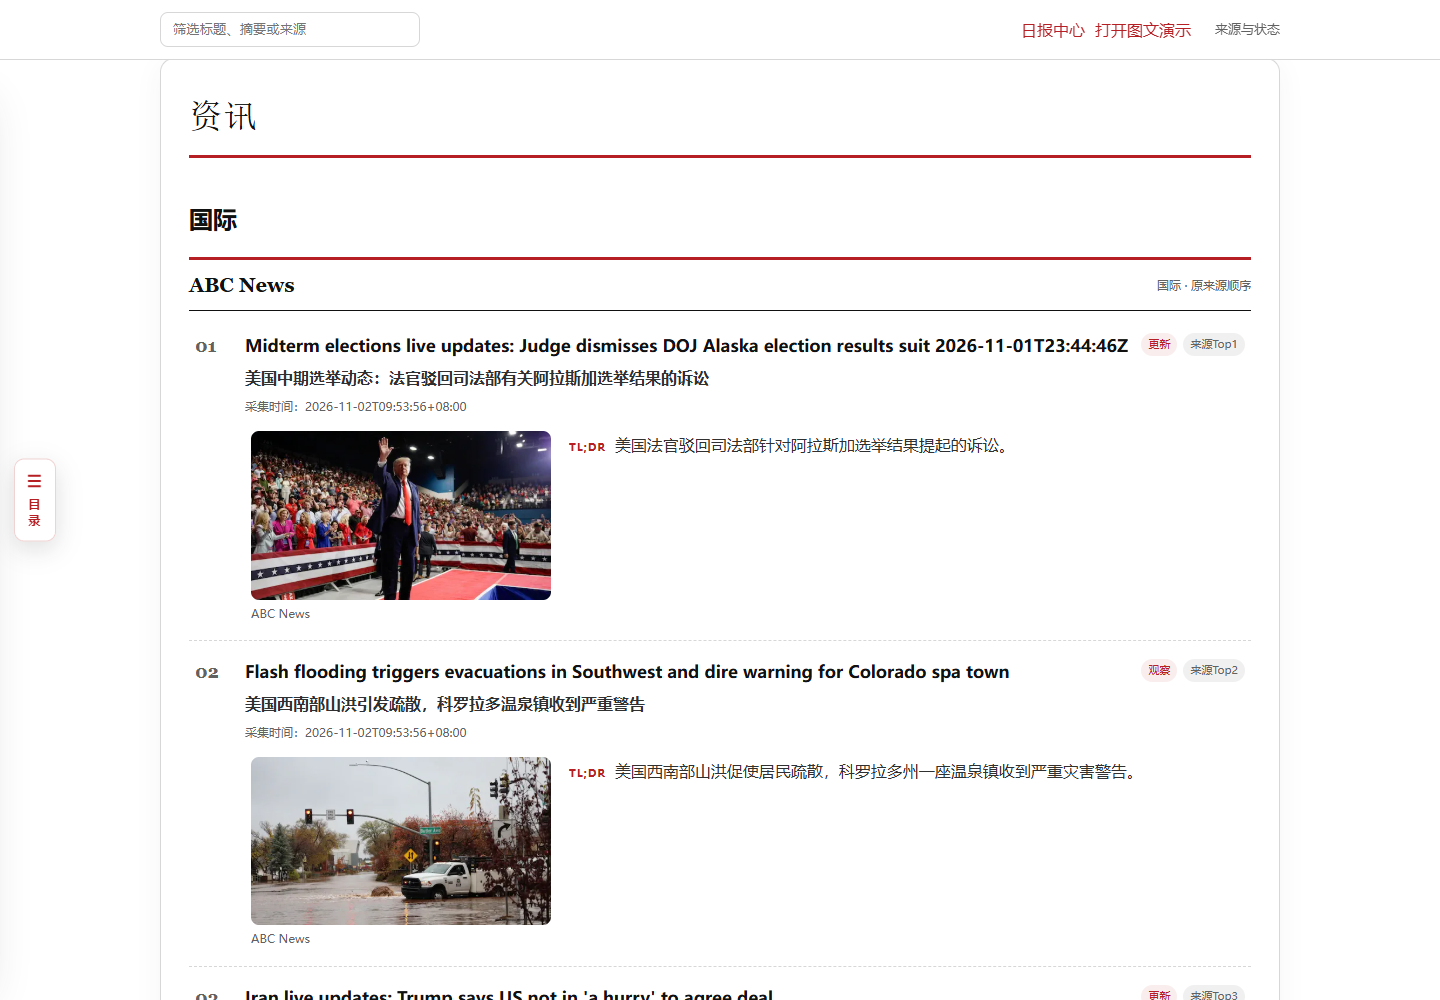 筛选标题、摘要或来源
日报中心 打开图文演示 来源与状态
资讯
国际
ABC News
国际 · 原来源顺序
01
Midterm elections live updates: Judge dismisses DOJ Alaska election results suit 2026-11-01T23:44:46Z
更新 来源Top1
美国中期选举动态：法官驳回司法部有关阿拉斯加选举结果的诉讼
采集时间：2026-11-02T09:53:56+08:00
TL;DR 美国法官驳回司法部针对阿拉斯加选举结果提起的诉讼。
ABC News
☰
目
录
02
Flash flooding triggers evacuations in Southwest and dire warning for Colorado spa town
观察 来源Top2
美国西南部山洪引发疏散，科罗拉多温泉镇收到严重警告
采集时间：2026-11-02T09:53:56+08:00
TL;DR 美国西南部山洪促使居民疏散，科罗拉多州一座温泉镇收到严重灾害警告。
ABC News
03
Iran live updates: Trump says US not in 'a hurry' to agree deal
更新 来源Top3